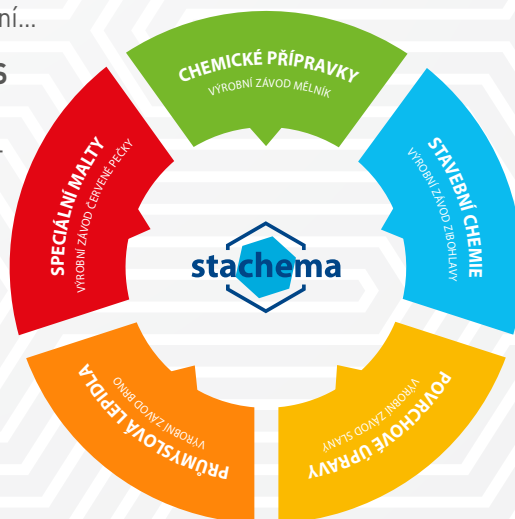 ní...
S
CHEMICKÉ PŘÍPRAVKY
VÝROBNÍ ZÁVOD MĚLNÍK
STAVEBNÍ CHEMIE
VÝROBNÍ ZÁVOD ZIBOHLAVY
POVRCHOVÉ ÚPRAVY
VÝROBNÍ ZÁVOD SLANÝ
PRŮMYSLOVÁ LEPIDLA
VÝROBNÍ ZÁVOD BRNO
SPECIÁLNÍ MALTY
VÝROBNÍ ZÁVOD ČERVENÉ PEČKY
stachema